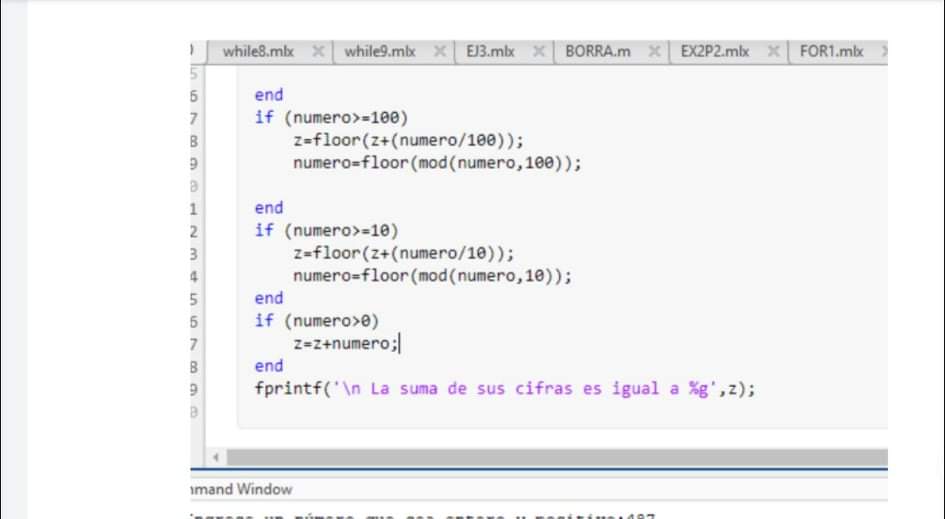 while8.mlx while9.mlx EJ3.mlx BORRA.m EX2P2.mlx FOR1.mlx
5
6 end
7 if (numero>=100)
8 z=floor(z+(numero/100));
9 numero=floor(mod(numero,100));
0
1 end
2 if (numero>=10)
3 z=floor(z+(numero/10));
4 numero=floor(mod(numero,10));
5 end
6 if (numero>0)
7 z=z+numero;
8 end
9 fprintf('\n La suma de sus cifras es igual a %g',z);
0
mmand Window